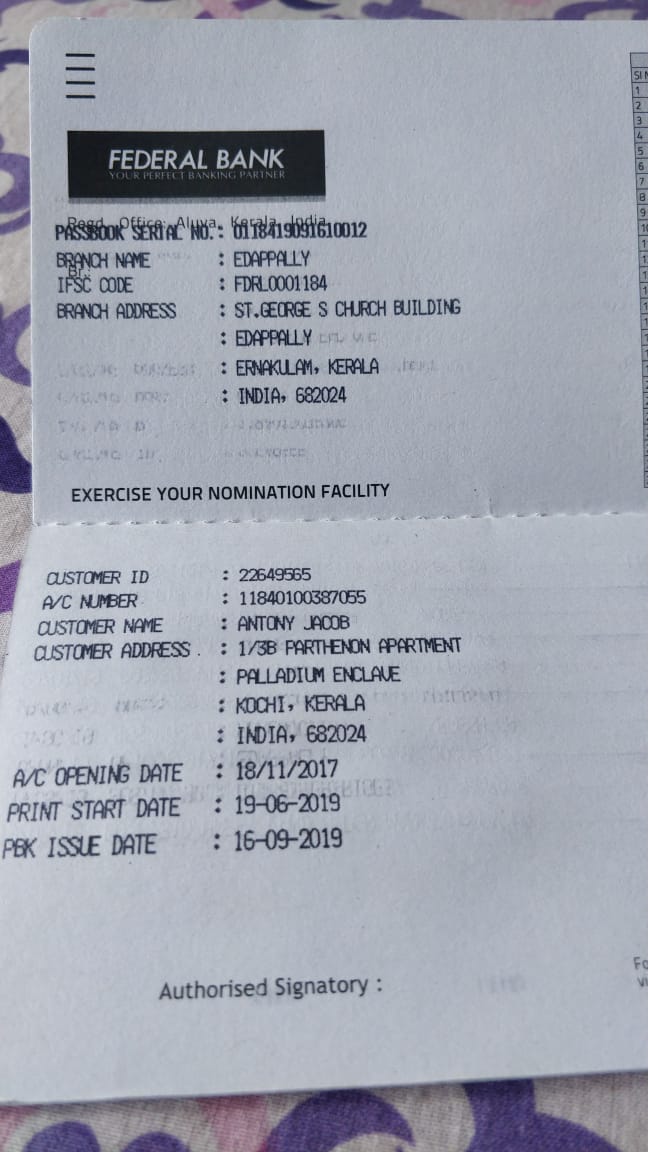 FEDERAL BANK
YOUR PERFECT BANKING PARTNER
Regd. Office: Aluva, Kerala, India
PASSBOOK SERIAL NO.: 0118419091610012
BRANCH NAME : EDAPPALLY
Br:
IFSC CODE : FDRL0001184
BRANCH ADDRESS : ST.GEORGE S CHURCH BUILDING
: EDAPPALLY
: ERNAKULAM, KERALA
: INDIA, 682024
EXERCISE YOUR NOMINATION FACILITY
CUSTOMER ID : 22649565
A/C NUMBER : 11840100387055
CUSTOMER NAME : ANTONY JACOB
CUSTOMER ADDRESS . : 1/3B PARTHENON APARTMENT
: PALLADIUM ENCLAVE
: KOCHI, KERALA
: INDIA, 682024
A/C OPENING DATE : 18/11/2017
PRINT START DATE : 19-06-2019
PBK ISSUE DATE : 16-09-2019
Authorised Signatory :
SI
1
2
3
4
5
6
7
8
9